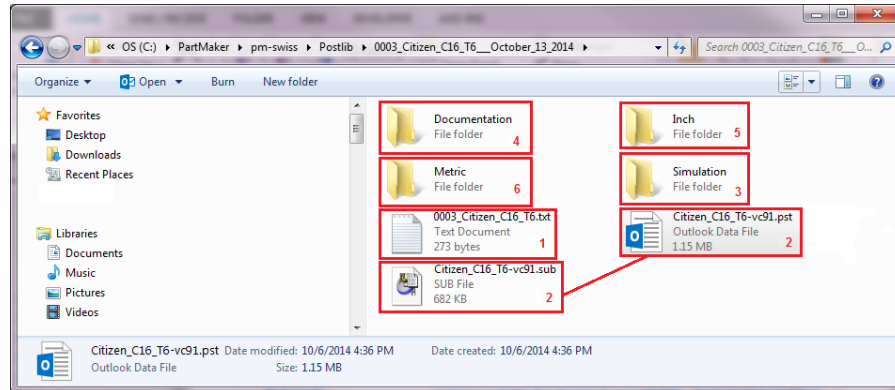 « OS (C:) ▸ PartMaker ▸ pm-swiss ▸ Postlib ▸ 0003_Citizen_C16_T6__October_13_2014 ▸
Search 0003_Citizen_C16_T6__O...
Organize
Open
Burn
New folder
Favorites
Desktop
Downloads
Recent Places
Libraries
Documents
Music
Pictures
Videos
Documentation
File folder
4
Inch
File folder 5
Metric
File folder 6
Simulation
File folder 3
0003_Citizen_C16_T6.txt
Text Document
273 bytes 1
Citizen_C16_T6-vc91.pst
Outlook Data File
1.15 MB 2
Citizen_C16_T6-vc91.sub
SUB File
682 KB 2
Citizen_C16_T6-vc91.pst Date modified: 10/6/2014 4:36 PM Date created: 10/6/2014 4:36 PM
Outlook Data File Size: 1.15 MB